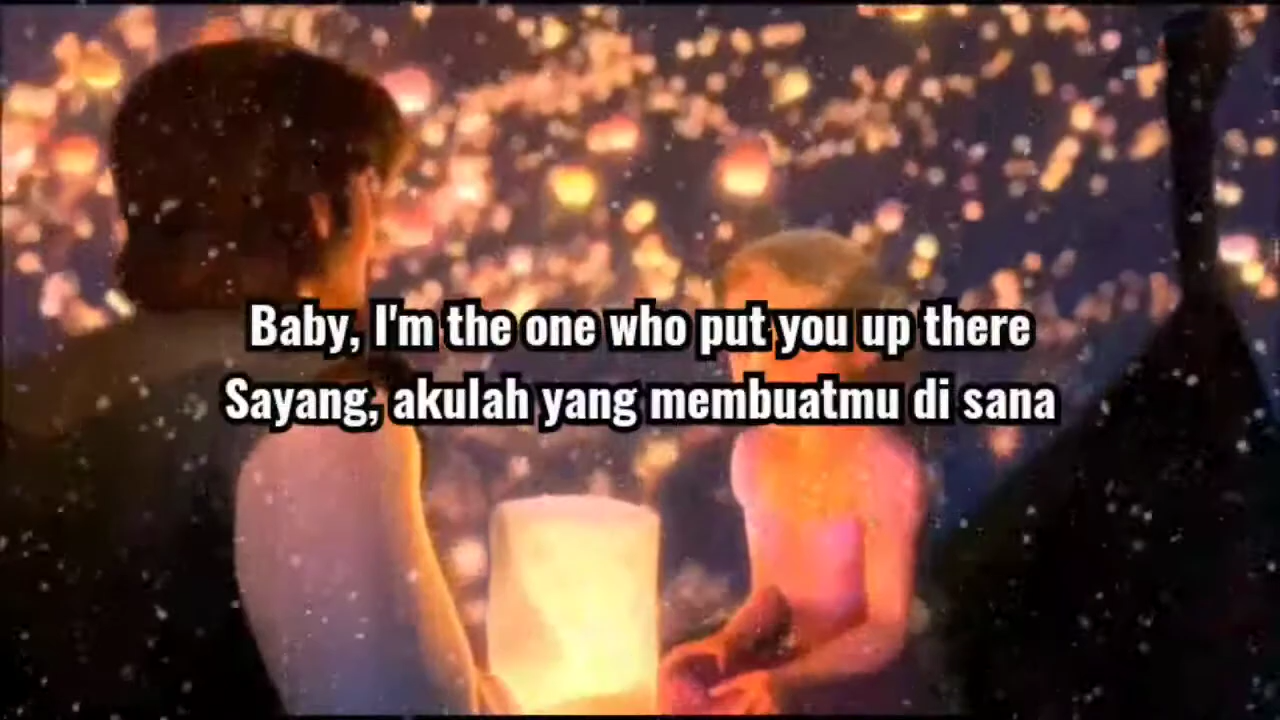 Baby, I'm the one who put you up there
Sayang, akulah yang membuatmu di sana